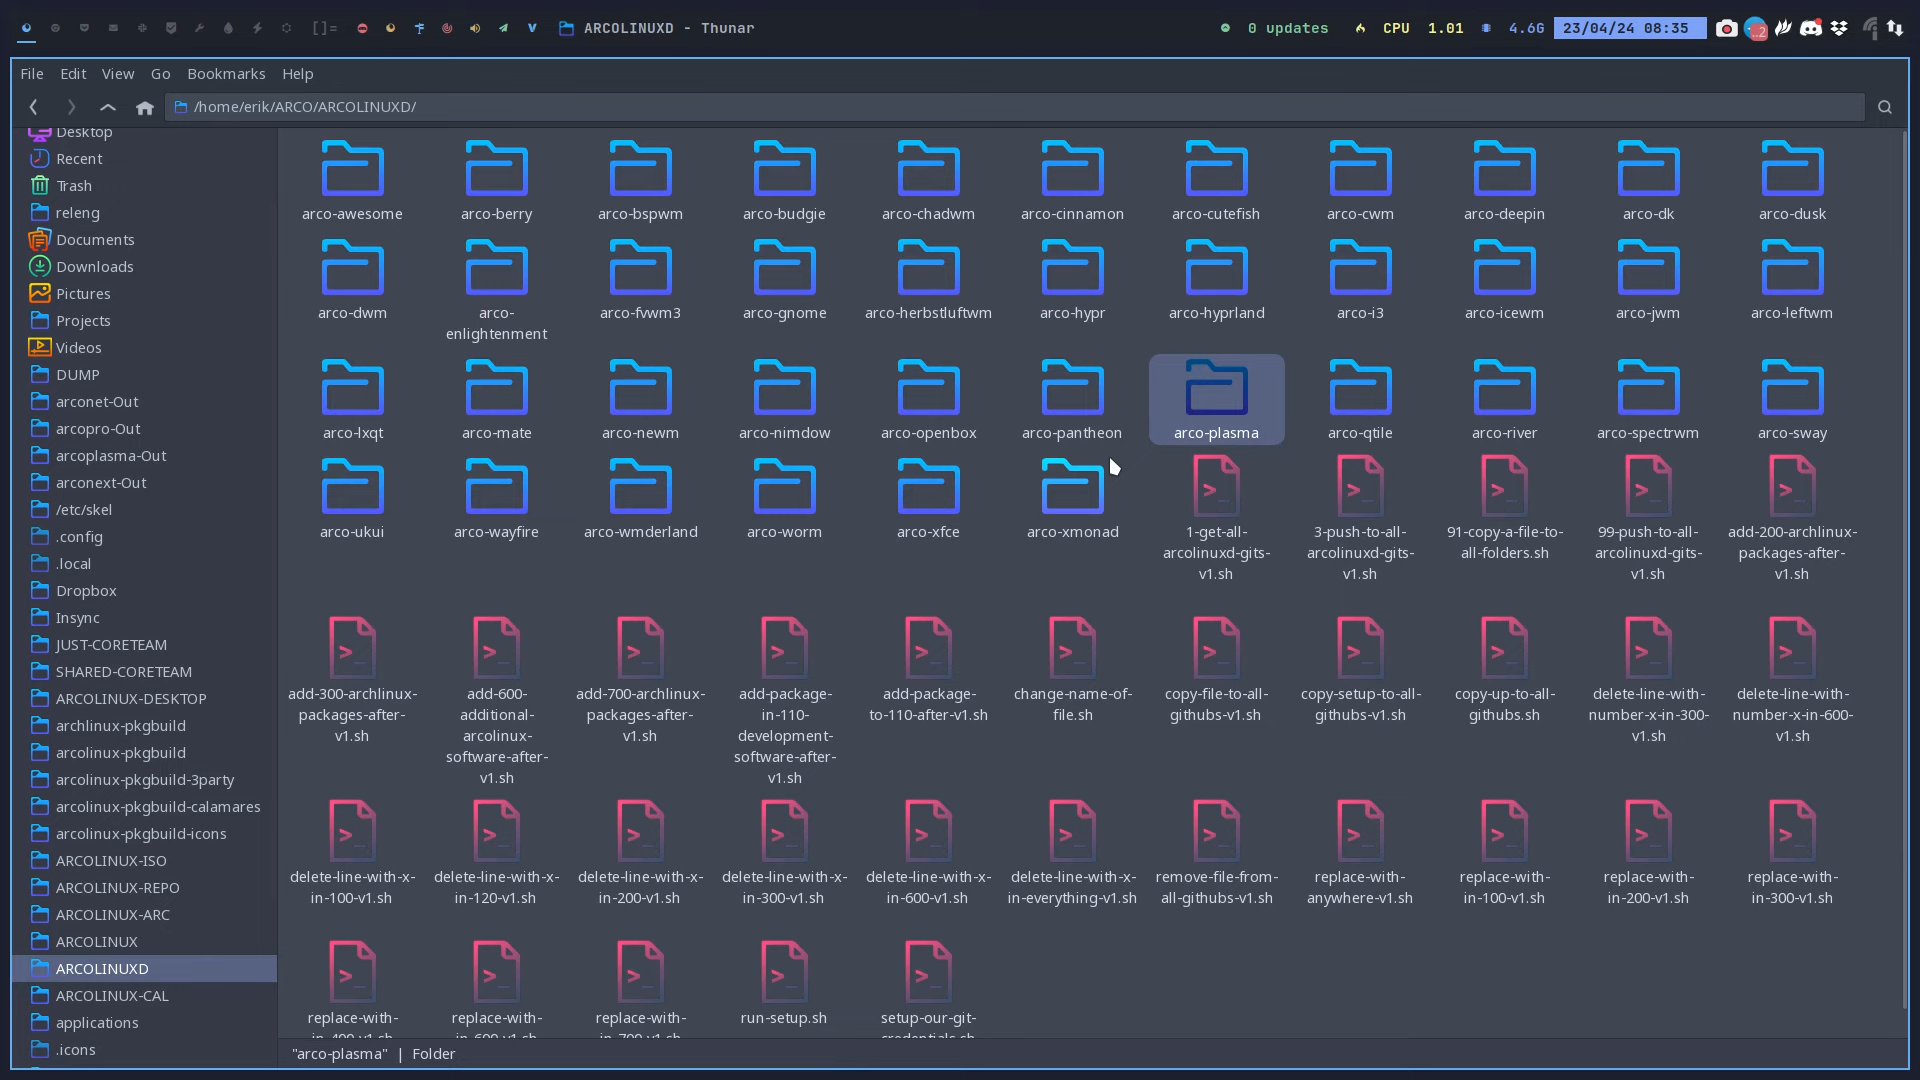 []=
ARCOLINUXD - Thunar
0 updates
CPU 1.01
4.6G
23/04/24 08:35
..2
File Edit View Go Bookmarks Help
/home/erik/ARCO/ARCOLINUXD/
Desktop
Recent
Trash
releng
Documents
Downloads
Pictures
Projects
Videos
DUMP
arconet-Out
arcopro-Out
arcoplasma-Out
arconext-Out
/etc/skel
.config
.local
Dropbox
Insync
JUST-CORETEAM
SHARED-CORETEAM
ARCOLINUX-DESKTOP
archlinux-pkgbuild
arcolinux-pkgbuild
arcolinux-pkgbuild-3party
arcolinux-pkgbuild-calamares
arcolinux-pkgbuild-icons
ARCOLINUX-ISO
ARCOLINUX-REPO
ARCOLINUX-ARC
ARCOLINUX
ARCOLINUXD
ARCOLINUX-CAL
applications
.icons
arco-awesome
arco-berry
arco-bspwm
arco-budgie
arco-chadwm
arco-cinnamon
arco-cutefish
arco-cwm
arco-deepin
arco-dk
arco-dusk
arco-dwm
arco-
enlightenment
arco-fvwm3
arco-gnome
arco-herbstluftwm
arco-hypr
arco-hyprland
arco-i3
arco-icewm
arco-jwm
arco-leftwm
arco-lxqt
arco-mate
arco-newm
arco-nimdow
arco-openbox
arco-pantheon
arco-plasma
arco-qtile
arco-river
arco-spectrwm
arco-sway
arco-ukui
arco-wayfire
arco-wmderland
arco-worm
arco-xfce
arco-xmonad
1-get-all-
arcolinuxd-gits-
v1.sh
3-push-to-all-
arcolinuxd-gits-
v1.sh
91-copy-a-file-to-
all-folders.sh
99-push-to-all-
arcolinuxd-gits-
v1.sh
add-200-archlinux-
packages-after-
v1.sh
add-300-archlinux-
packages-after-
v1.sh
add-600-
additional-
arcolinux-
software-after-
v1.sh
add-700-archlinux-
packages-after-
v1.sh
add-package-
in-110-
development-
software-after-
v1.sh
add-package-
to-110-after-v1.sh
change-name-of-
file.sh
copy-file-to-all-
githubs-v1.sh
copy-setup-to-all-
githubs-v1.sh
copy-up-to-all-
githubs.sh
delete-line-with-
number-x-in-300-
v1.sh
delete-line-with-
number-x-in-600-
v1.sh
delete-line-with-x-
in-100-v1.sh
delete-line-with-x-
in-120-v1.sh
delete-line-with-x-
in-200-v1.sh
delete-line-with-x-
in-300-v1.sh
delete-line-with-x-
in-600-v1.sh
delete-line-with-x-
in-everything-v1.sh
remove-file-from-
all-githubs-v1.sh
replace-with-
anywhere-v1.sh
replace-with-
in-100-v1.sh
replace-with-
in-200-v1.sh
replace-with-
in-300-v1.sh
replace-with-
in-400-v1.sh
replace-with-
in-600-v1.sh
replace-with-
in-700-v1.sh
run-setup.sh
setup-our-git-
credentials.sh
"arco-plasma" | Folder